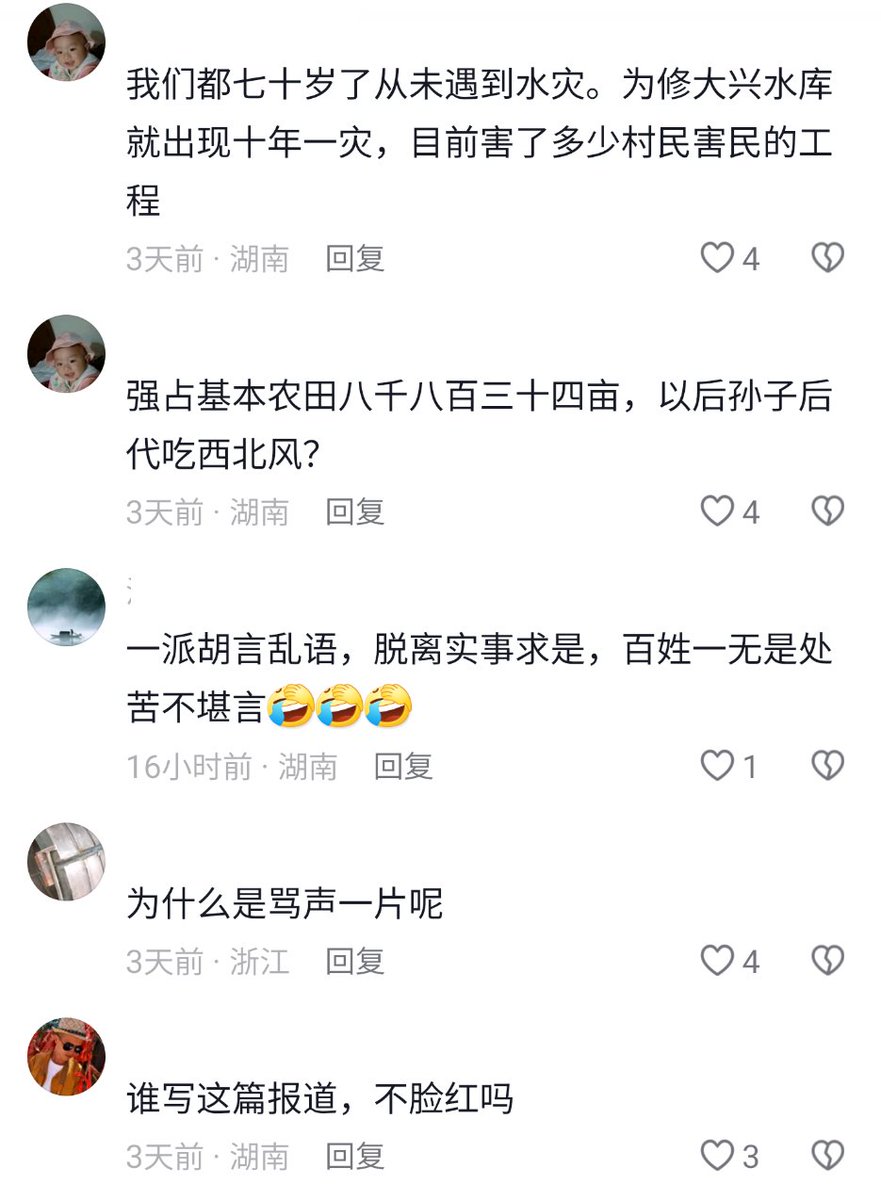 我们都七十岁了从未遇到水灾。为修大兴水库
就出现十年一灾，目前害了多少村民害民的工
程
3天前 · 湖南 回复 4
强占基本农田八千八百三十四亩，以后孙子后
代吃西北风？
3天前 · 湖南 回复 4
一派胡言乱语，脱离实事求是，百姓一无是处
苦不堪言🤣🤣🤣
16小时前 · 湖南 回复 1
为什么是骂声一片呢
3天前 · 浙江 回复 4
谁写这篇报道，不脸红吗
3天前 · 湖南 回复 3